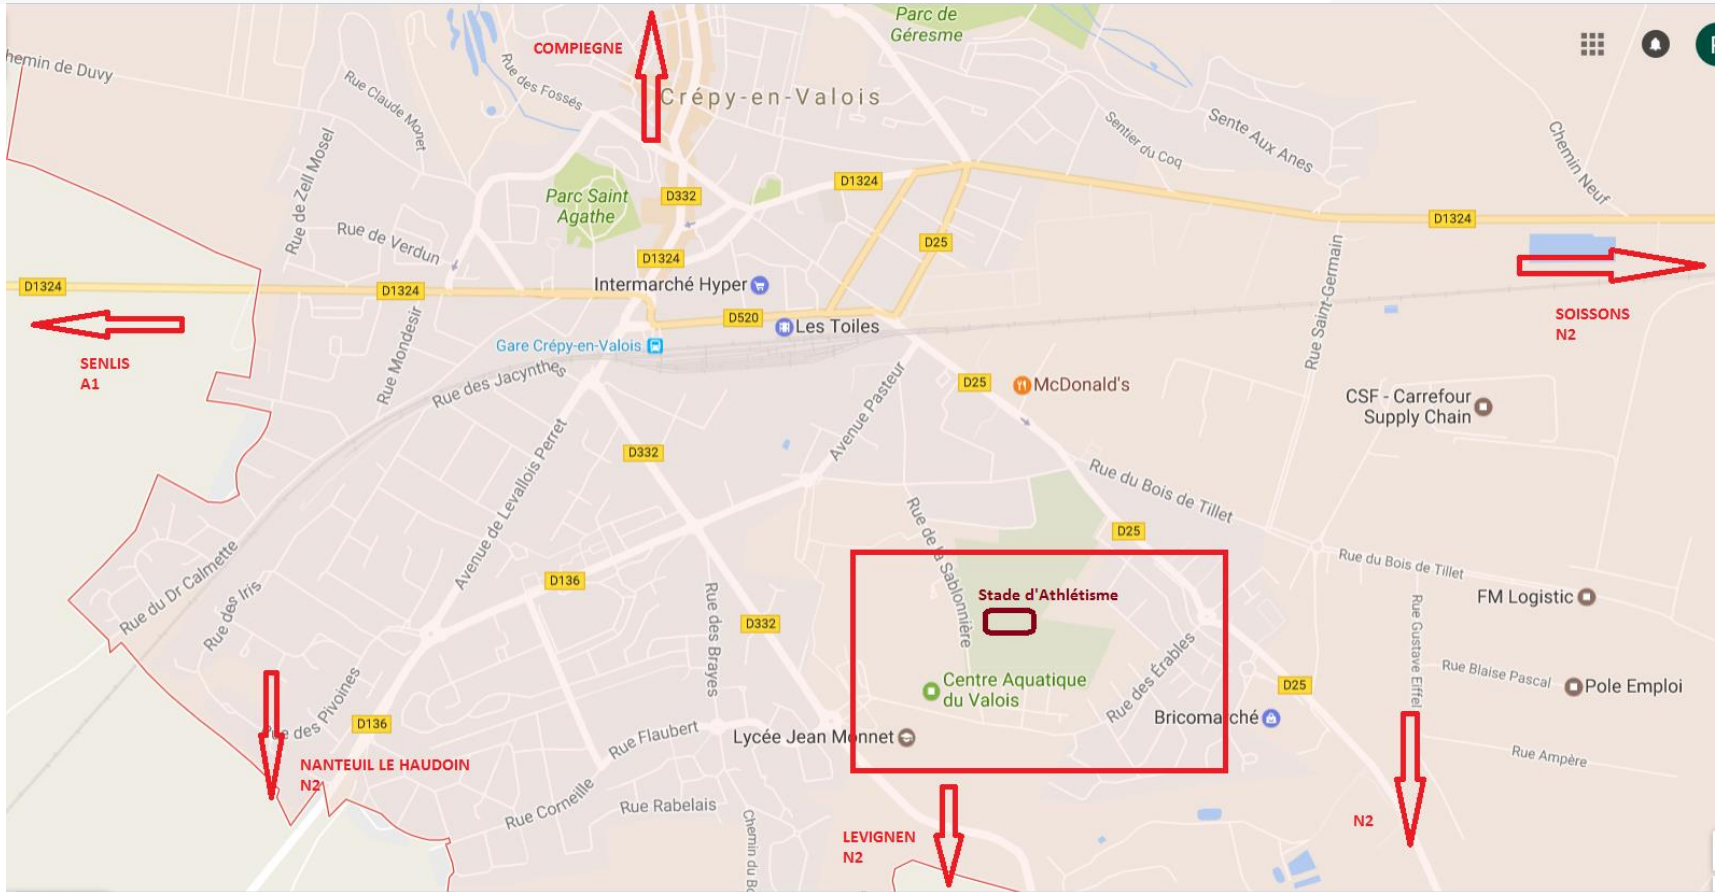 Parc de
Géresme
COMPIEGNE
Chemin de Duvy
Rue des Fossés
Rue Claude Monet
Crépy-en-Valois
Sentier du Coq
Sente Aux Anes
Chemin Neuf
Rue de Zell Mosel
Parc Saint
Agathe
D332
D1324
D1324
Rue de Verdun
D25
D1324
D1324
D1324
Intermarché Hyper
Rue Saint-Germain
SENLIS
A1
D520
Les Toiles
SOISSONS
N2
Gare Crépy-en-Valois
Rue Mondesir
Rue des Jacynthes
D25
McDonald's
Avenue Pasteur
CSF - Carrefour
Supply Chain
D332
Avenue de Levallois Perret
Rue du Bois de Tillet
Rue de la Sablonnière
D25
Rue du Dr Calmette
Rue des Iris
D136
Rue des Brayes
D332
Stade d'Athlétisme
Rue du Bois de Tillet
FM Logistic
Rue Gustave Eiffel
Centre Aquatique
du Valois
Rue des Érables
D25
Rue Blaise Pascal
Pole Emploi
Rue des Pivoines
D136
Rue Flaubert
Lycée Jean Monnet
Bricomarché
Rue Ampère
NANTEUIL LE HAUDOIN
N2
Rue Corneille
Rue Rabelais
LEVIGNEN
N2
N2
Chemin du